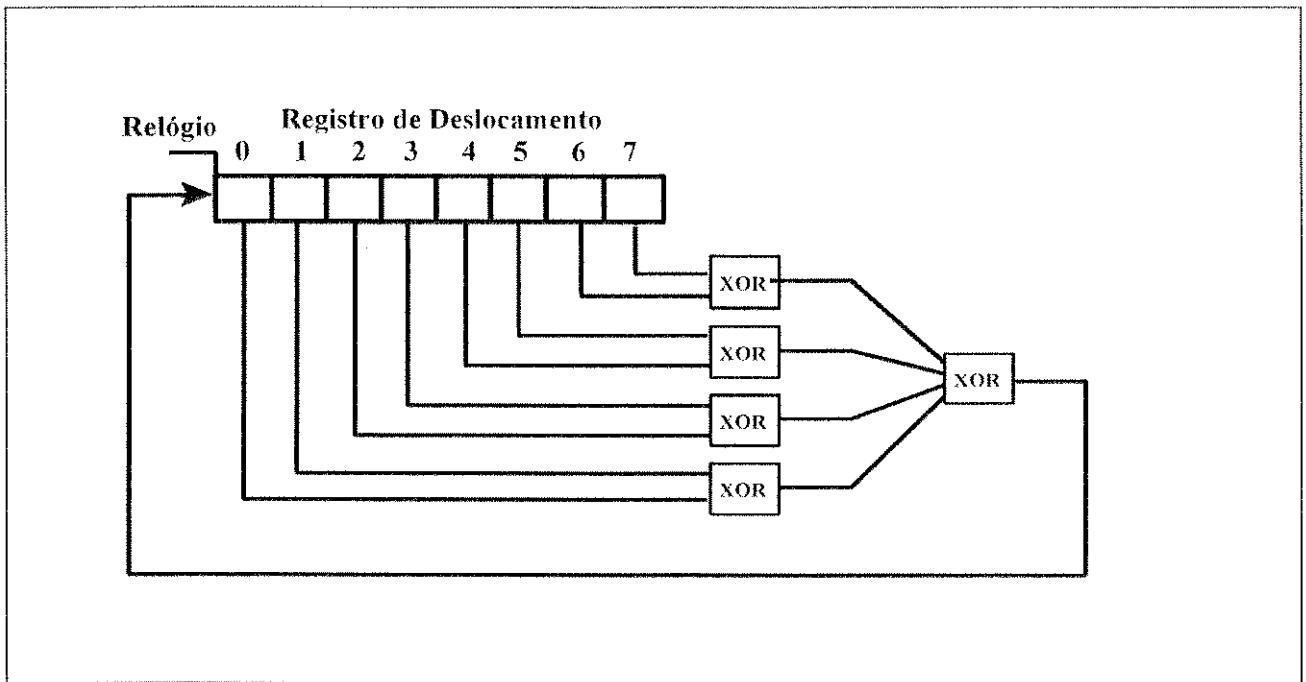 Relógio
Registro de Deslocamento
0 1 2 3 4 5 6 7
XOR
XOR
XOR
XOR
XOR